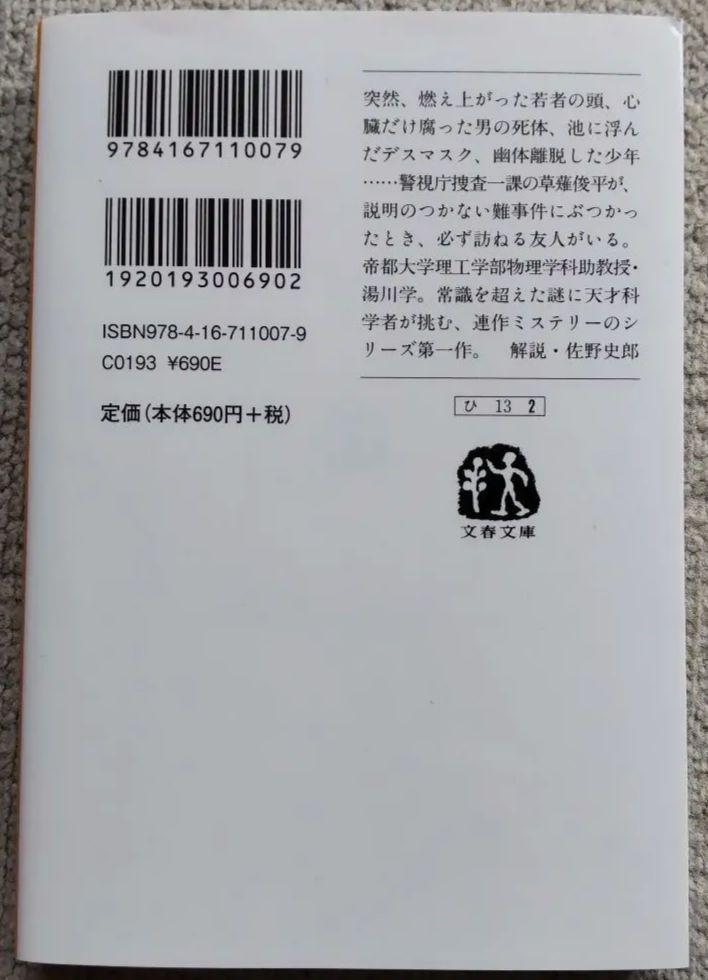 9784167110079
1920193006902
ISBN978-4-16-711007-9
C0193 ¥690E
定価(本体690円+税)
突然、燃え上がった若者の頭、心
臓だけ腐った男の死体、池に浮ん
だデスマスク、幽体離脱した少年
……警視庁捜査一課の草薙俊平が、
説明のつかない難事件にぶつかっ
たとき、必ず訪ねる友人がいる。
帝都大学理工学部物理学科助教授・
湯川学。常識を超えた謎に天才科
学者が挑む、連作ミステリーのシ
リーズ第一作。　解説・佐野史郎
ひ 13 2
文春文庫